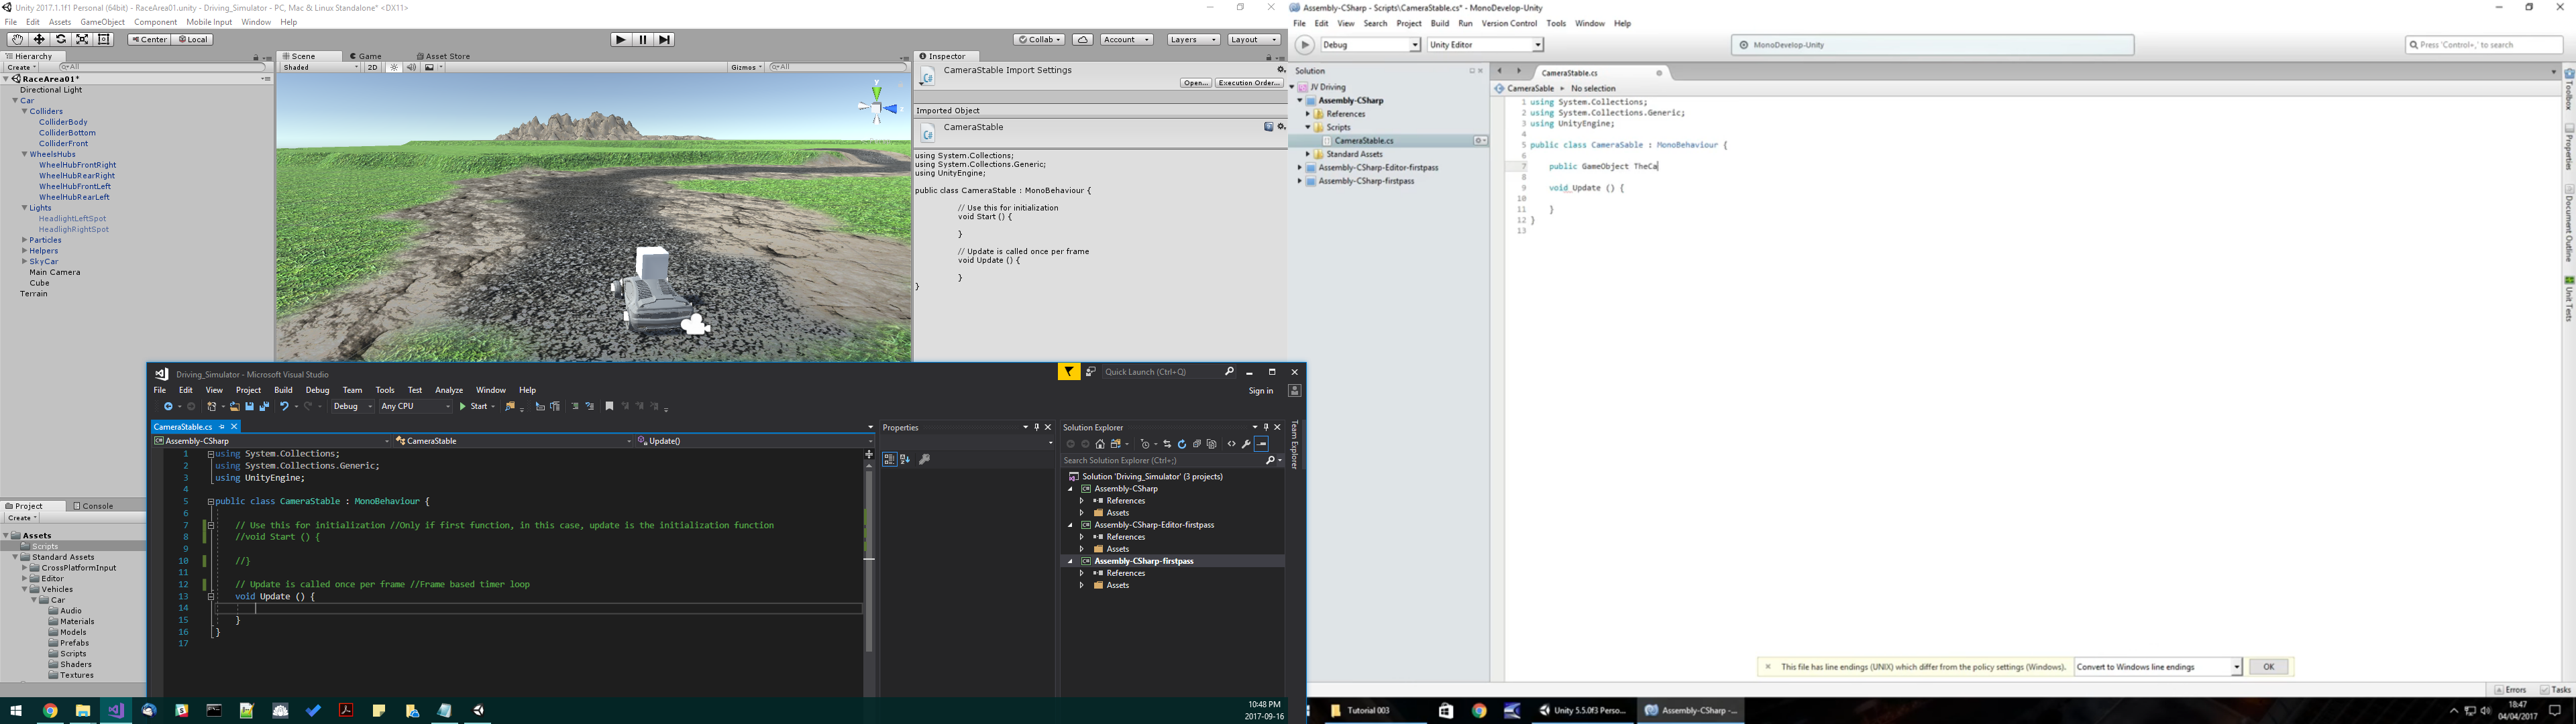 Unity 2017.1.1f1 Personal (64bit) - RaceArea01.unity - Driving_Simulator - PC, Mac & Linux Standalone* <DX11>
File Edit Assets GameObject Component Mobile Input Window Help
Center Local
Collab Account Layers Layout
Hierarchy
Create All
RaceArea01*
Directional Light
Car
Colliders
ColliderBody
ColliderBottom
ColliderFront
WheelsHubs
WheelHubFrontRight
WheelHubRearRight
WheelHubFrontLeft
WheelHubRearLeft
Lights
HeadlightLeftSpot
HeadlighRightSpot
Particles
Helpers
SkyCar
Main Camera
Cube
Terrain
Scene Game Asset Store
Shaded 2D Gizmos All
Inspector
CameraStable Import Settings
Open... Execution Order...
Imported Object
CameraStable
using System.Collections;
using System.Collections.Generic;
using UnityEngine;
public class CameraStable : MonoBehaviour {
// Use this for initialization
void Start () {
}
// Update is called once per frame
void Update () {
}
}
Project Console
Create
Assets
Scripts
Standard Assets
CrossPlatformInput
Editor
Vehicles
Car
Audio
Materials
Models
Prefabs
Scripts
Shaders
Textures
Driving_Simulator - Microsoft Visual Studio
Quick Launch (Ctrl+Q)
File Edit View Project Build Debug Team Tools Test Analyze Window Help
Sign in
Debug Any CPU Start
CameraStable.cs
Assembly-CSharp CameraStable Update()
1 using System.Collections;
2 using System.Collections.Generic;
3 using UnityEngine;
4
5 public class CameraStable : MonoBehaviour {
6
7 // Use this for initialization //Only if first function, in this case, update is the initialization function
8 //void Start () {
9
10 //}
11
12 // Update is called once per frame //Frame based timer loop
13 void Update () {
14
15 }
16 }
17
Properties
Solution Explorer
Search Solution Explorer (Ctrl+;)
Solution 'Driving_Simulator' (3 projects)
Assembly-CSharp
References
Assets
Assembly-CSharp-Editor-firstpass
References
Assets
Assembly-CSharp-firstpass
References
Assets
Team Explorer
10:48 PM
2017-09-16
Assembly-CSharp - Scripts\CameraStable.cs* - MonoDevelop-Unity
File Edit View Search Project Build Run Version Control Tools Window Help
Debug Unity Editor
MonoDevelop-Unity
Press 'Control+,' to search
Solution
JV Driving
Assembly-CSharp
References
Scripts
CameraStable.cs
Standard Assets
Assembly-CSharp-Editor-firstpass
Assembly-CSharp-firstpass
CameraStable.cs
CameraSable No selection
1 using System.Collections;
2 using System.Collections.Generic;
3 using UnityEngine;
4
5 public class CameraSable : MonoBehaviour {
6
7 public GameObject TheCa
8
9 void Update () {
10
11 }
12 }
13
Toolbox
Properties
Document Outline
Unit Tests
This file has line endings (UNIX) which differ from the policy settings (Windows). Convert to Windows line endings OK
Errors Tasks
Tutorial 003
Unity 5.5.0f3 Perso...
Assembly-CSharp -...
18:47
04/04/2017